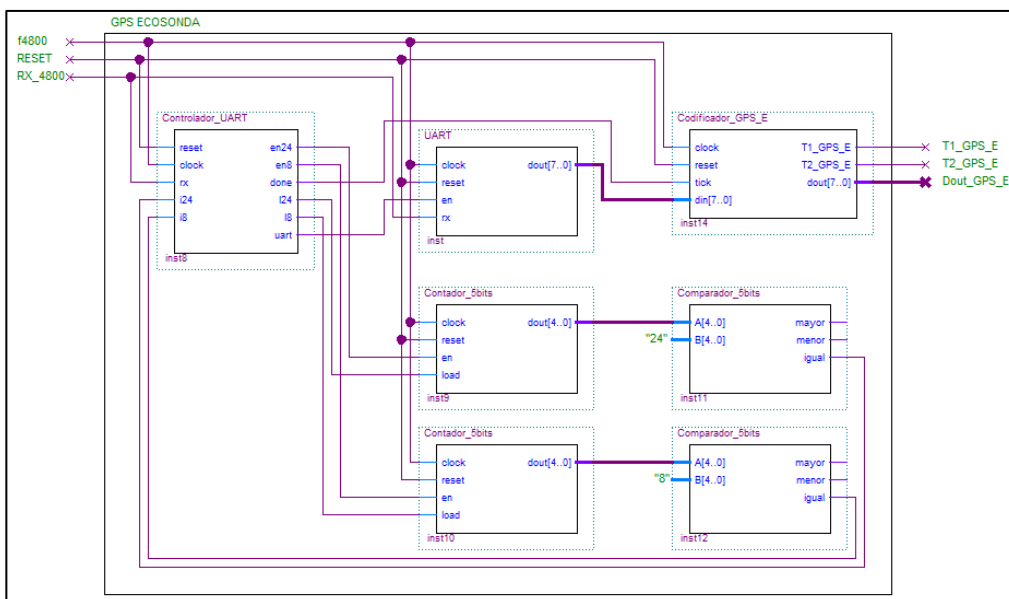 GPS ECOSONDA
f4800
RESET
RX_4800
Controlador_UART
reset
clock
rx
i24
i8
en24
en8
done
l24
l8
uart
inst8
UART
clock
reset
en
rx
dout[7..0]
inst
Codificador_GPS_E
clock
reset
tick
din[7..0]
T1_GPS_E
T2_GPS_E
dout[7..0]
inst14
T1_GPS_E
T2_GPS_E
Dout_GPS_E
Contador_5bits
clock
reset
en
load
dout[4..0]
inst9
Comparador_5bits
A[4..0]
B[4..0]
"24"
mayor
menor
igual
inst11
Contador_5bits
clock
reset
en
load
dout[4..0]
inst10
Comparador_5bits
A[4..0]
B[4..0]
"8"
mayor
menor
igual
inst12